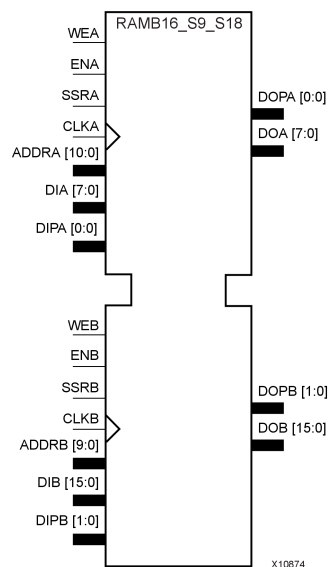 RAMB16_S9_S18
WEA
ENA
SSRA
CLKA
ADDRA [10:0]
DIA [7:0]
DIPA [0:0]
DOPA [0:0]
DOA [7:0]
WEB
ENB
SSRB
CLKB
ADDRB [9:0]
DIB [15:0]
DIPB [1:0]
DOPB [1:0]
DOB [15:0]
X10874